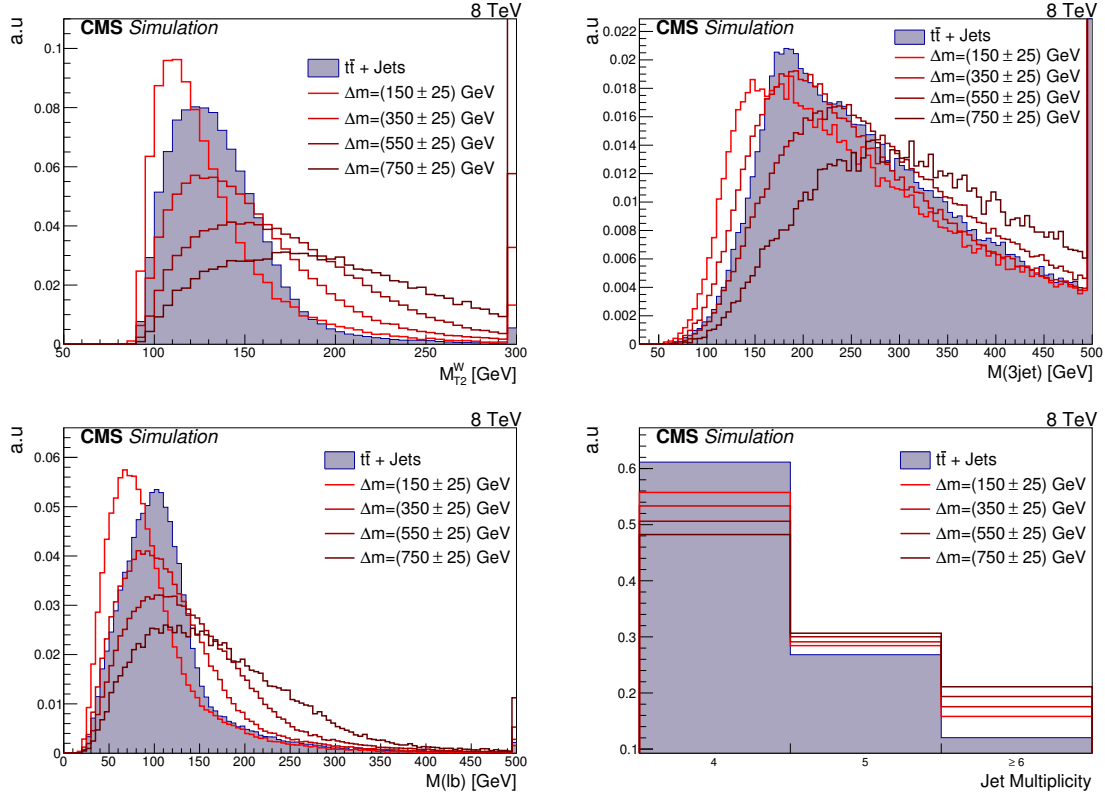 8 TeV
a.u
CMS Simulation
0.1
0.08
0.06
0.04
0.02
0
tt̄ + Jets
Δm=(150 ± 25) GeV
Δm=(350 ± 25) GeV
Δm=(550 ± 25) GeV
Δm=(750 ± 25) GeV
50 100 150 200 250 300
M^W_T2 [GeV]
8 TeV
a.u
CMS Simulation
0.022
0.02
0.018
0.016
0.014
0.012
0.01
0.008
0.006
0.004
0.002
0
tt̄ + Jets
Δm=(150 ± 25) GeV
Δm=(350 ± 25) GeV
Δm=(550 ± 25) GeV
Δm=(750 ± 25) GeV
50 100 150 200 250 300 350 400 450 500
M(3jet) [GeV]
8 TeV
a.u
CMS Simulation
0.06
0.05
0.04
0.03
0.02
0.01
0
tt̄ + Jets
Δm=(150 ± 25) GeV
Δm=(350 ± 25) GeV
Δm=(550 ± 25) GeV
Δm=(750 ± 25) GeV
0 50 100 150 200 250 300 350 400 450 500
M(lb) [GeV]
8 TeV
a.u
CMS Simulation
0.6
0.5
0.4
0.3
0.2
0.1
tt̄ + Jets
Δm=(150 ± 25) GeV
Δm=(350 ± 25) GeV
Δm=(550 ± 25) GeV
Δm=(750 ± 25) GeV
4 5 ≥ 6
Jet Multiplicity